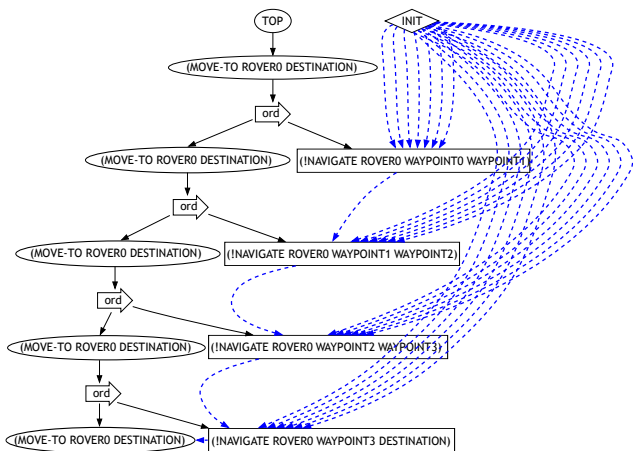 TOP
INIT
(MOVE-TO ROVER0 DESTINATION)
ord
(MOVE-TO ROVER0 DESTINATION)
(!NAVIGATE ROVER0 WAYPOINT0 WAYPOINT1)
ord
(MOVE-TO ROVER0 DESTINATION)
(!NAVIGATE ROVER0 WAYPOINT1 WAYPOINT2)
ord
(MOVE-TO ROVER0 DESTINATION)
(!NAVIGATE ROVER0 WAYPOINT2 WAYPOINT3)
ord
(MOVE-TO ROVER0 DESTINATION)
(!NAVIGATE ROVER0 WAYPOINT3 DESTINATION)